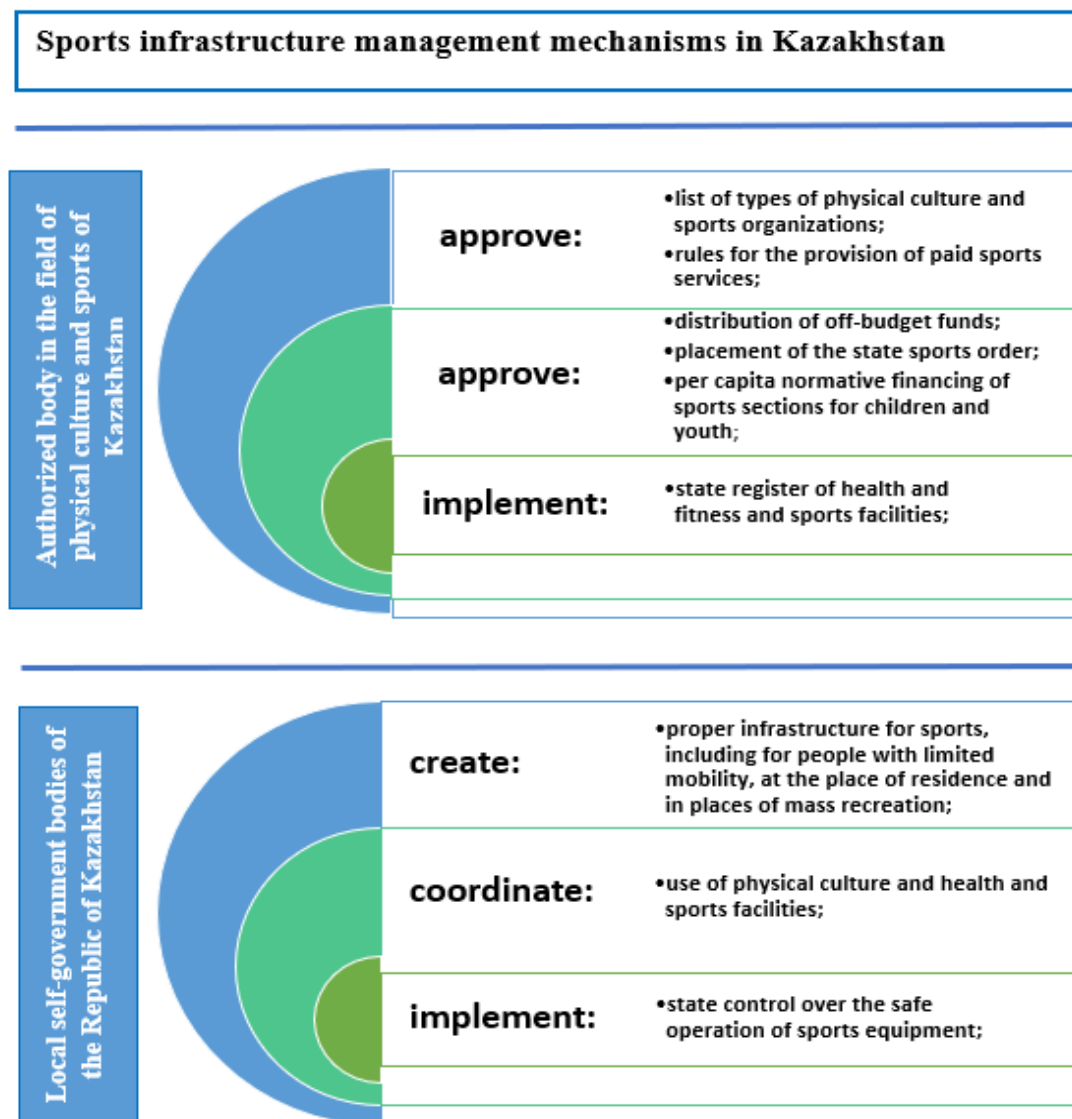 Sports infrastructure management mechanisms in Kazakhstan
Authorized body in the field of
physical culture and sports of
Kazakhstan
approve:
•list of types of physical culture and
sports organizations;
•rules for the provision of paid sports
services;
approve:
•distribution of off-budget funds;
•placement of the state sports order;
•per capita normative financing of
sports sections for children and
youth;
implement:
•state register of health and
fitness and sports facilities;
Local self-government bodies of
the Republic of Kazakhstan
create:
•proper infrastructure for sports,
including for people with limited
mobility, at the place of residence and
in places of mass recreation;
coordinate:
•use of physical culture and health and
sports facilities;
implement:
•state control over the safe
operation of sports equipment;